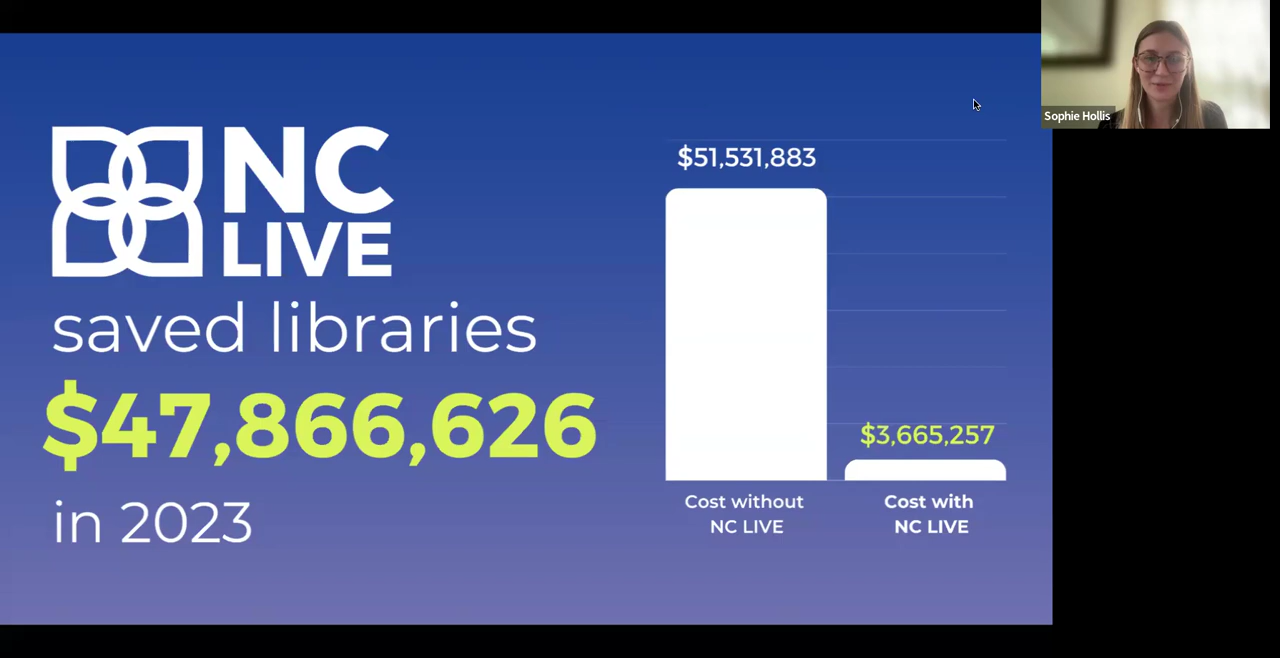 NC
LIVE
saved libraries
$47,866,626
in 2023
$51,531,883
$3,665,257
Cost without
NC LIVE
Cost with
NC LIVE
Sophie Hollis